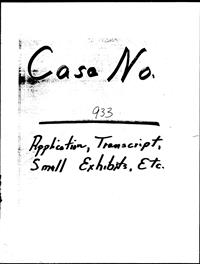 Case No.
933
Application, Transcript,
Small Exhibits, Etc.